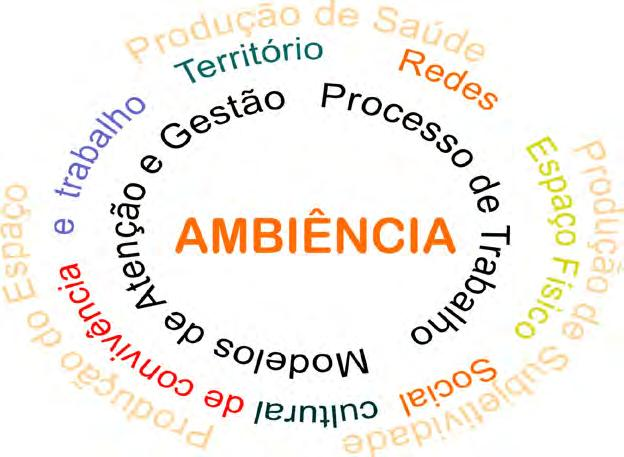 Produção de Saúde
Território
Redes
Processo de Trabalho
Modelos de Atenção e Gestão
AMBIÊNCIA
Espaço Físico
Social
cultural
de convivência
e trabalho
Produção de Subjetividade
Produção do Espaço